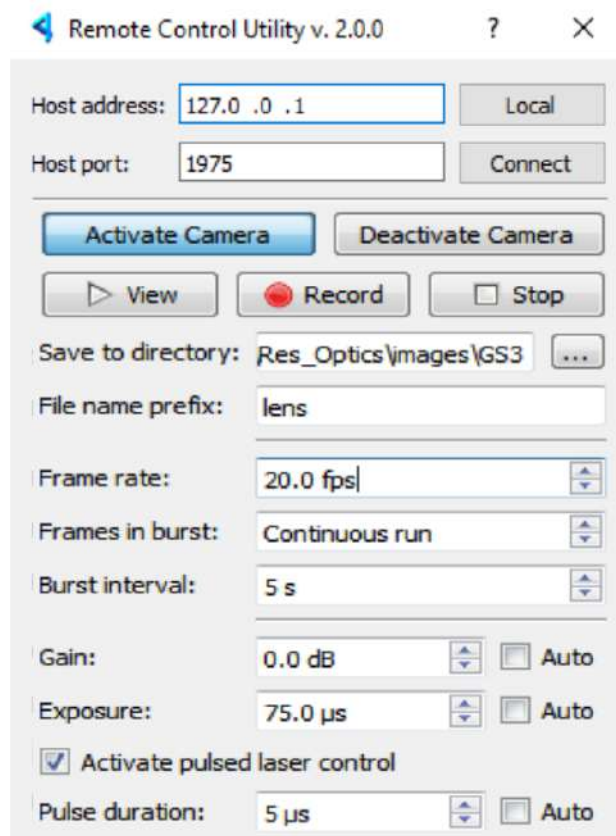 Remote Control Utility v. 2.0.0 ?
Host address: 127.0 .0 .1 Local
Host port: 1975 Connect
Activate Camera Deactivate Camera
View Record Stop
Save to directory: Res_Optics\images\GS3 ...
File name prefix: lens
Frame rate: 20.0 fps
Frames in burst: Continuous run
Burst interval: 5 s
Gain: 0.0 dB Auto
Exposure: 75.0 µs Auto
Activate pulsed laser control
Pulse duration: 5 µs Auto